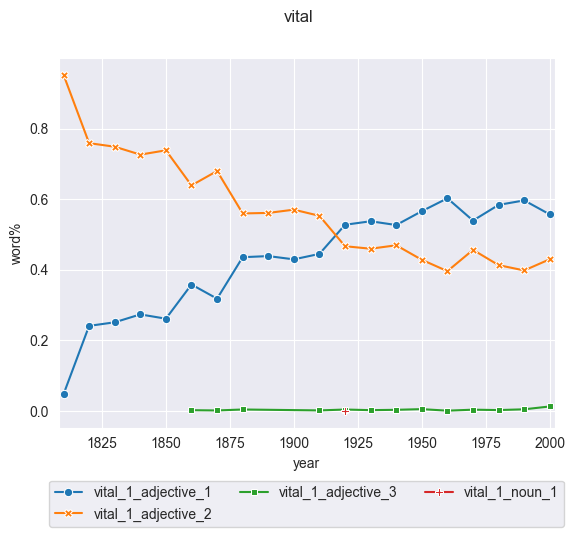 vital
0.8
0.6
0.4
0.2
0.0
word%
1825 1850 1875 1900 1925 1950 1975 2000
year
vital_1_adjective_1 vital_1_adjective_3 vital_1_noun_1
vital_1_adjective_2